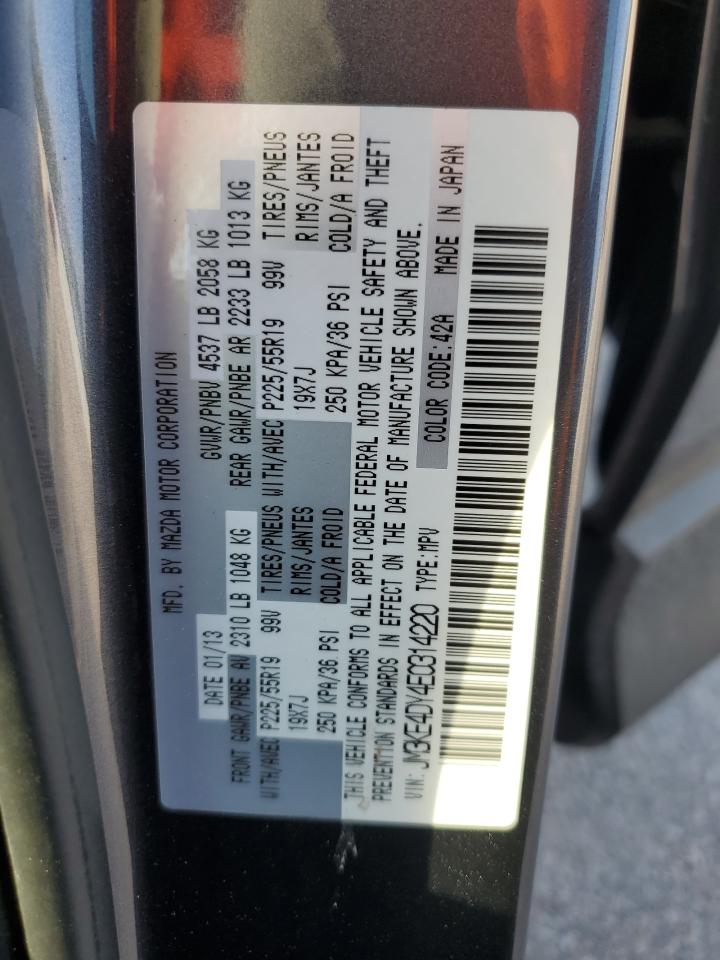 MFD. BY MAZDA MOTOR CORPORATION
DATE 01/13 GVWR/PNBV 4537 LB 2058 KG
FRONT GAWR/PNBE AV 2310 LB 1048 KG REAR GAWR/PNBE AR 2233 LB 1013 KG
WITH/AVEC P225/55R19 99V TIRES/PNEUS WITH/AVEC P225/55R19 99V TIRES/PNEUS
19X7J RIMS/JANTES 19X7J RIMS/JANTES
250 KPA/36 PSI COLD/A FROID 250 KPA/36 PSI COLD/A FROID
THIS VEHICLE CONFORMS TO ALL APPLICABLE FEDERAL MOTOR VEHICLE SAFETY AND THEFT
PREVENTION STANDARDS IN EFFECT ON THE DATE OF MANUFACTURE SHOWN ABOVE.
VIN: JM3KE4DY4E0314220 TYPE:MPV COLOR CODE:42A MADE IN JAPAN